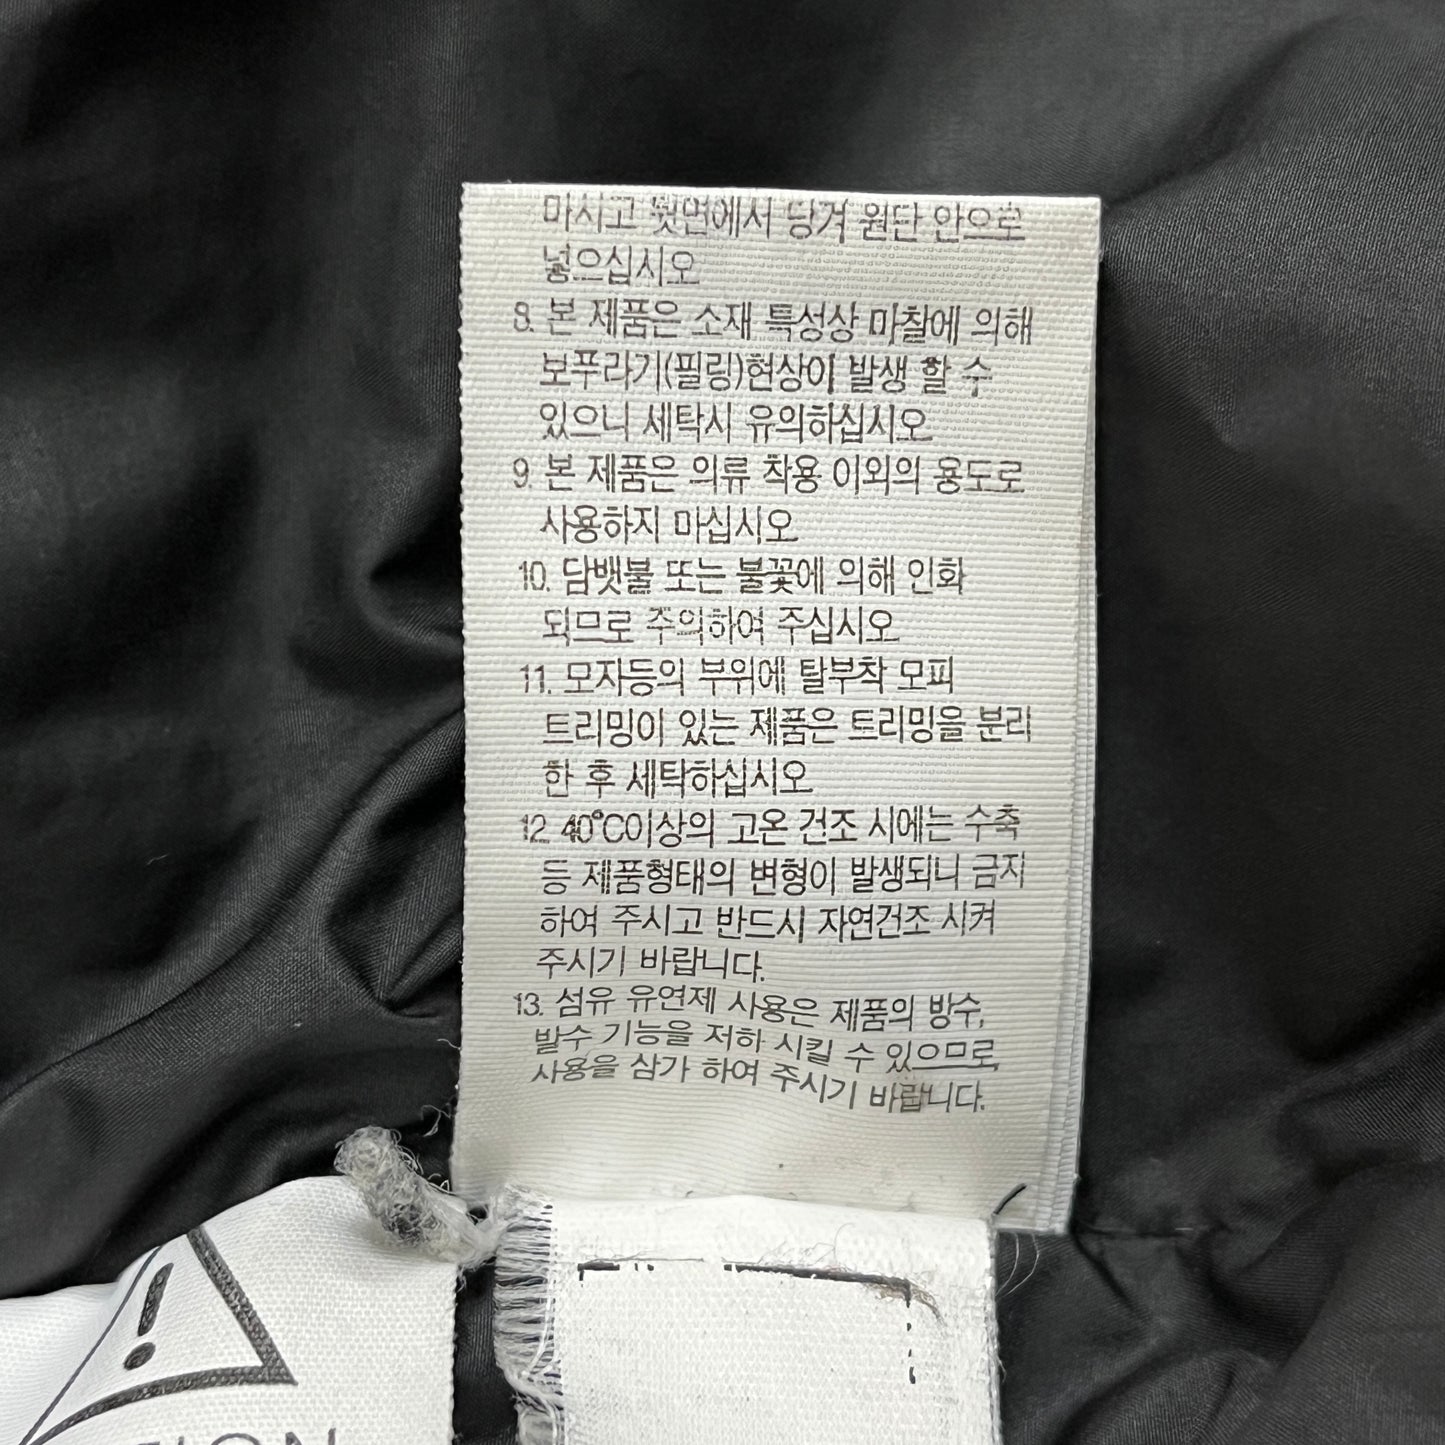 마시고 뒷면에서 당겨 원단 안으로
넣으십시오
8. 본 제품은 소재 특성상 마찰에 의해
보푸라기(필링)현상이 발생 할 수
있으니 세탁시 유의하십시오
9. 본 제품은 의류 착용 이외의 용도로
사용하지 마십시오
10. 담뱃불 또는 불꽃에 의해 인화
되므로 주의하여 주십시오
11. 모자등의 부위에 탈부착 모피
트리밍이 있는 제품은 트리밍을 분리
한 후 세탁하십시오
12. 40°C이상의 고온 건조 시에는 수축
등 제품형태의 변형이 발생되니 금지
하여 주시고 반드시 자연건조 시켜
주시기 바랍니다.
13. 섬유 유연제 사용은 제품의 방수,
발수 기능을 저하 시킬 수 있으므로,
사용을 삼가 하여 주시기 바랍니다.